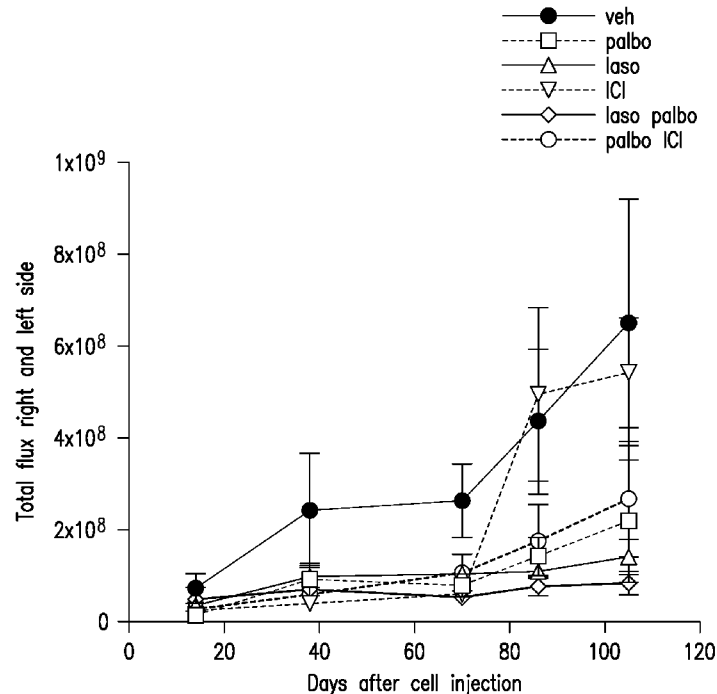 veh
palbo
laso
ICI
laso palbo
palbo ICI
1x10⁹
8x10⁸
6x10⁸
4x10⁸
2x10⁸
0
Total flux right and left side
0 20 40 60 80 100 120
Days after cell injection